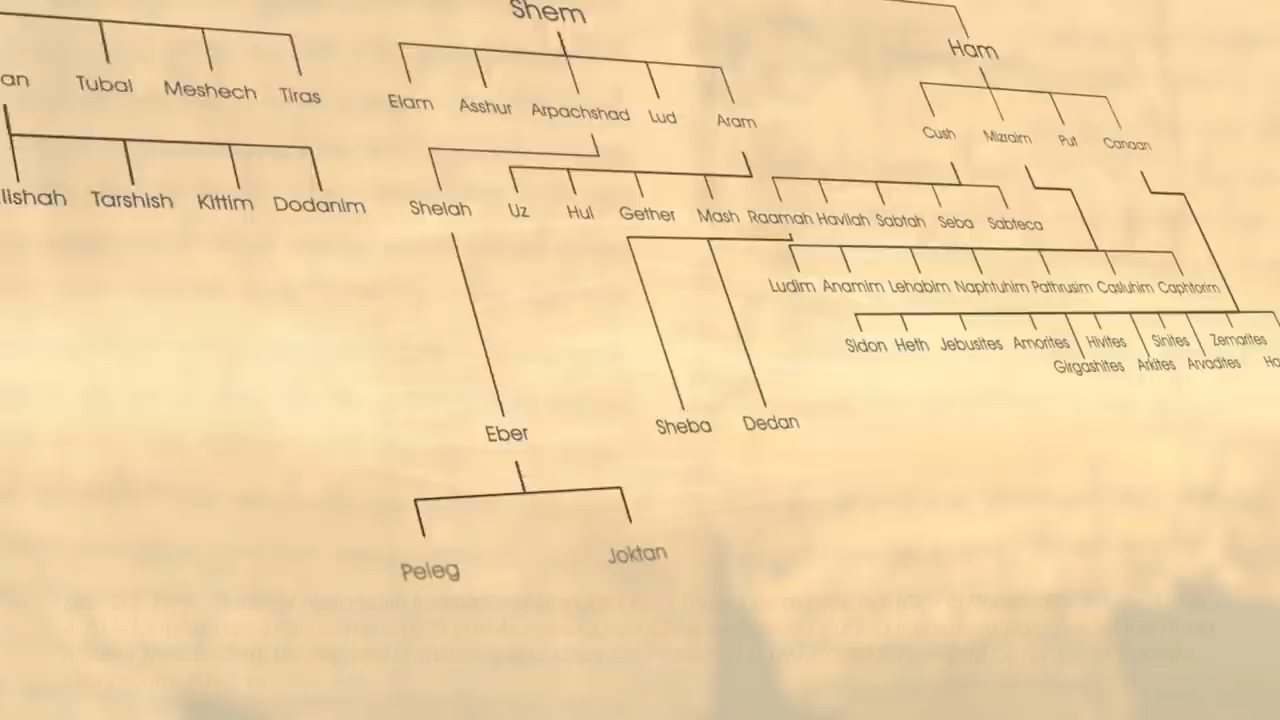 Shem
Ham
an Tubal Meshech Tiras
Elam Asshur Arpachshad Lud Aram
Cush Mizraim Put Canaan
lishah Tarshish Kittim Dodanim
Shelah Uz Hul Gether Mash Raamah Havilah Sabtah Seba Sabteca
Ludim Anamim Lehabim Naphtuhim Pathrusim Casluhim Caphtorim
Sidon Heth Jebusites Amorites Hivites Sinites Zemarites
Girgashites Arkites Arvadites Ha
Eber Sheba Dedan
Peleg Joktan